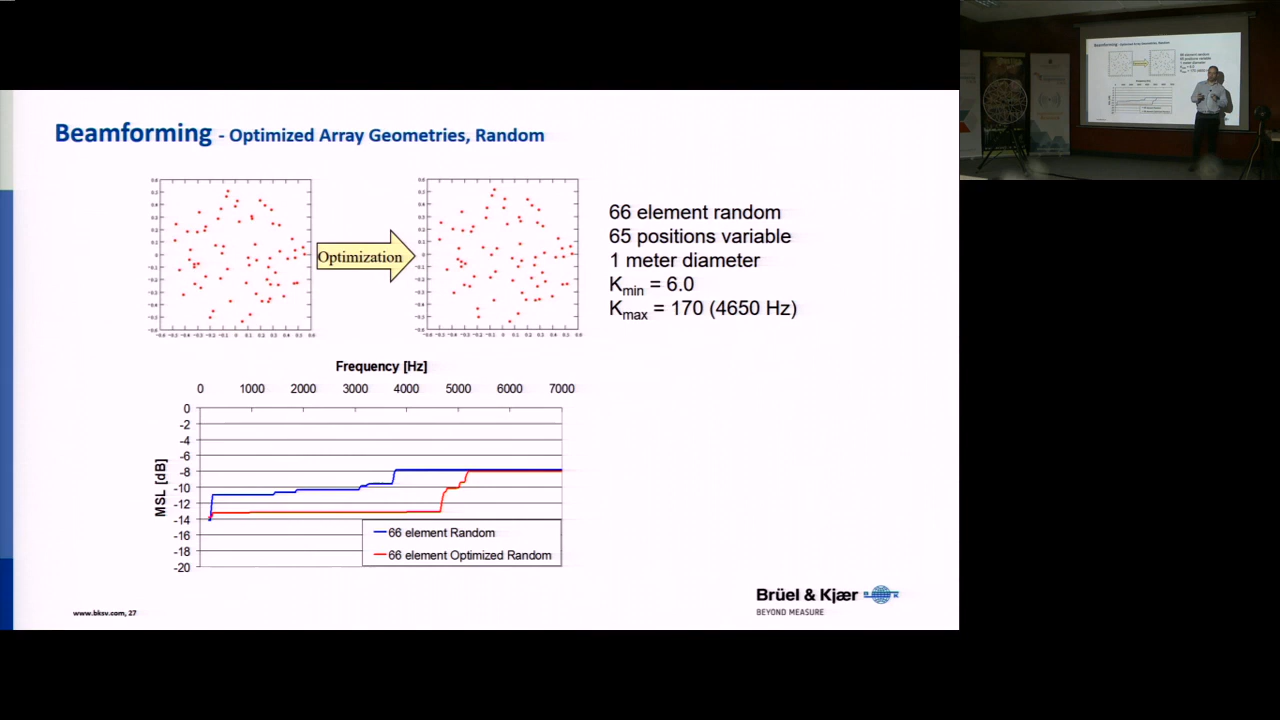 Beamforming - Optimized Array Geometries, Random
Optimization
66 element random
65 positions variable
1 meter diameter
Kmin = 6.0
Kmax = 170 (4650 Hz)
Frequency [Hz]
0 1000 2000 3000 4000 5000 6000 7000
MSL [dB]
0
-2
-4
-6
-8
-10
-12
-14
-16
-18
-20
66 element Random
66 element Optimized Random
www.bksv.com, 27
Brüel & Kjær
BEYOND MEASURE